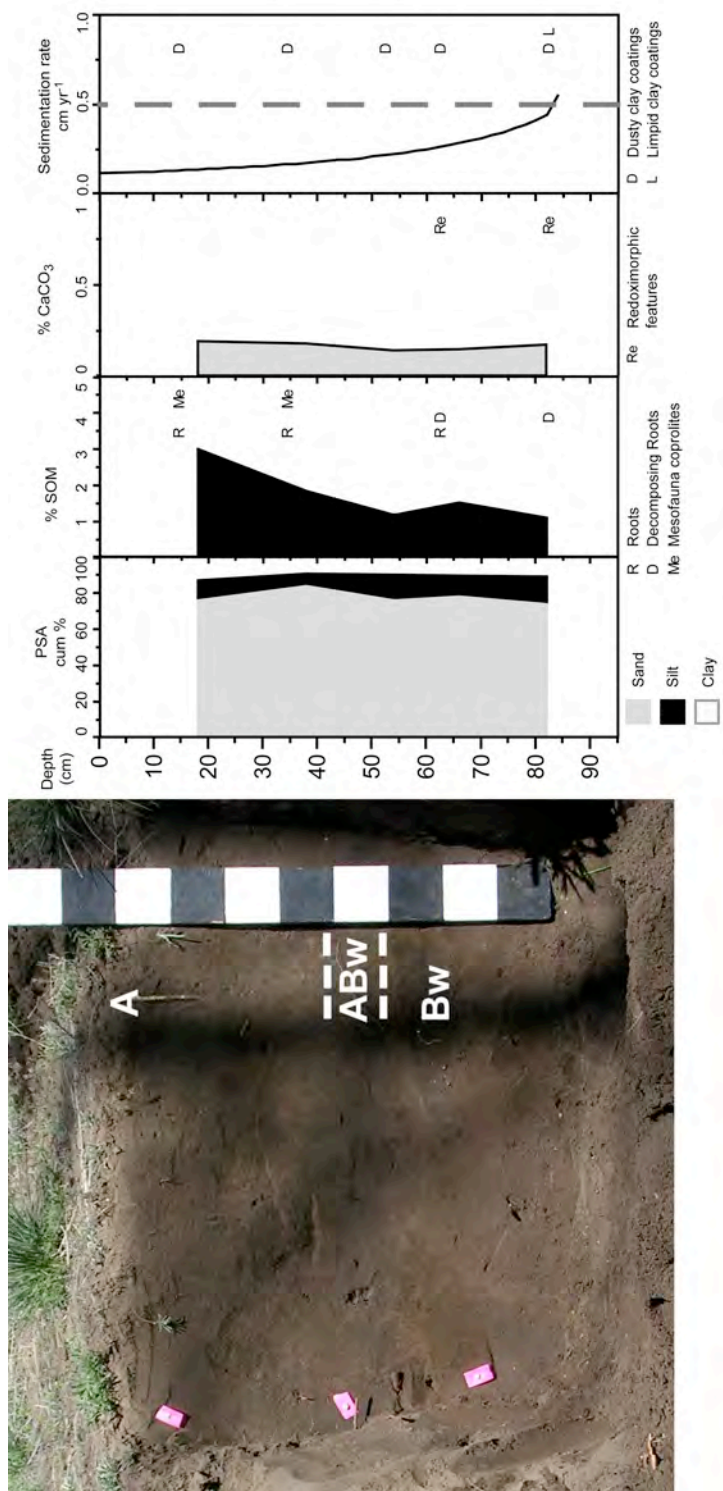 A
ABw
Bw
Depth
(cm)
0
10
20
30
40
50
60
70
80
90
PSA
cum %
0
20
40
60
80
100
% SOM
1
2
3
4
5
R Me
R Me
R D
D
% CaCO₃
0
0.5
1
Re
Re
Sedimentation rate
cm yr⁻¹
0.0
0.5
1.0
D
D
D
D
D L
Sand
Silt
Clay
R Roots
D Decomposing Roots
Me Mesofauna coprolites
Re Redoximorphic
features
D Dusty clay coatings
L Limpid clay coatings